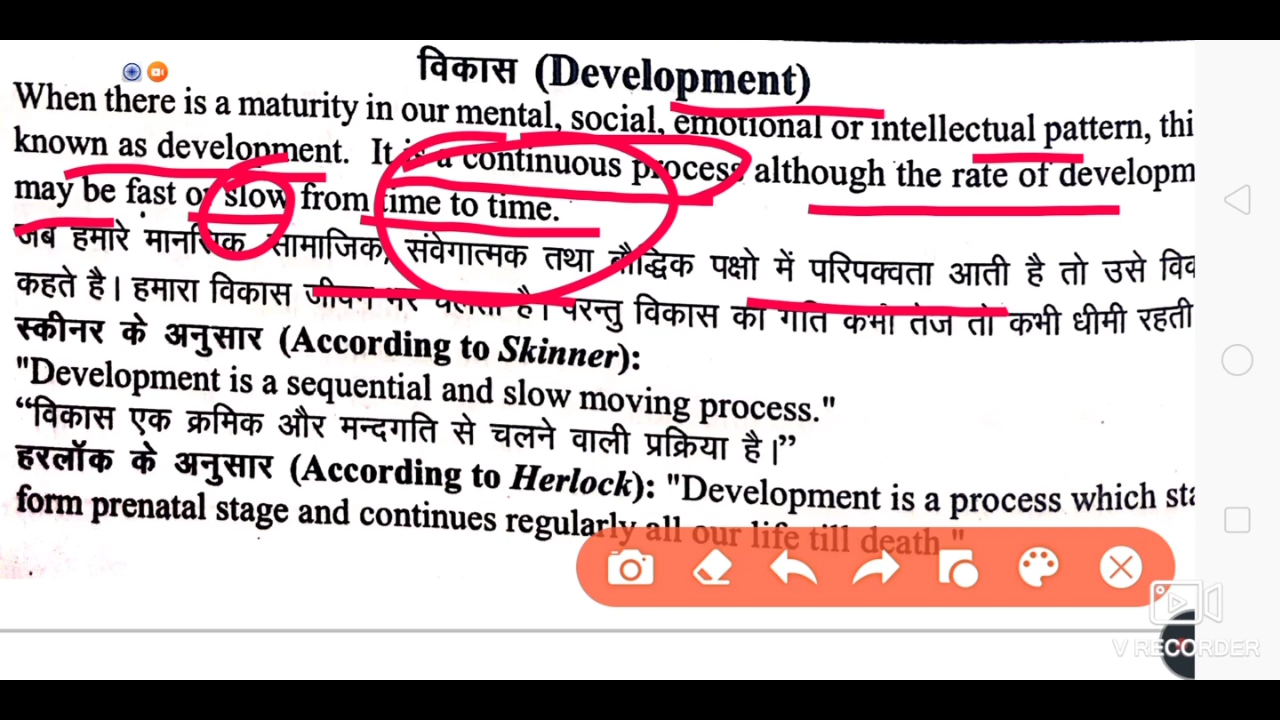 विकास (Development)
When there is a maturity in our mental, social, emotional or intellectual pattern, thi
known as development. It is a continuous process although the rate of developm
may be fast or slow from time to time.
जब हमारे मानसिक, सामाजिक, संवेगात्मक तथा बौद्धिक पक्षो में परिपक्वता आती है तो उसे विक
कहते है। हमारा विकास जीवन भर चलता है। परन्तु विकास का गति कभी तेज तो कभी धीमी रहती
स्कीनर के अनुसार (According to Skinner):
"Development is a sequential and slow moving process."
“विकास एक क्रमिक और मन्दगति से चलने वाली प्रक्रिया है।”
हरलॉक के अनुसार (According to Herlock): "Development is a process which sta
form prenatal stage and continues regularly all our life till death."
V RECORDER